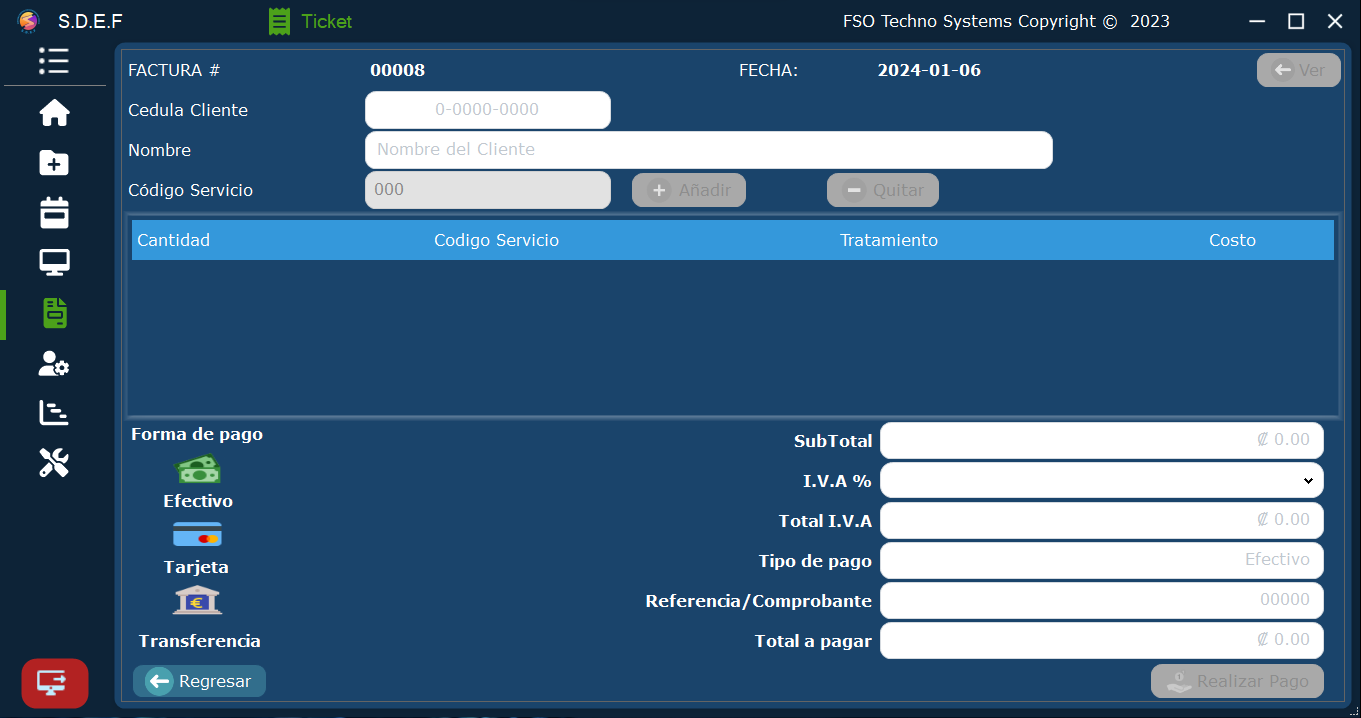 S.D.E.F
Ticket
FSO Techno Systems Copyright © 2023
FACTURA #
00008
FECHA:
2024-01-06
Ver
Cedula Cliente
0-0000-0000
Nombre
Nombre del Cliente
Código Servicio
000
Añadir
Quitar
Cantidad
Codigo Servicio
Tratamiento
Costo
Forma de pago
Efectivo
Tarjeta
Transferencia
SubTotal
₡ 0.00
I.V.A %
Total I.V.A
₡ 0.00
Tipo de pago
Efectivo
Referencia/Comprobante
00000
Total a pagar
₡ 0.00
Regresar
Realizar Pago